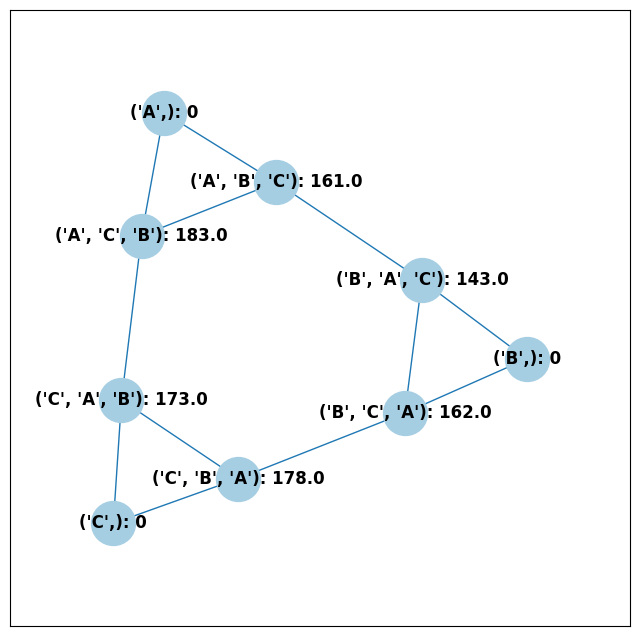 ('A',): 0
('A', 'B', 'C'): 161.0
('A', 'C', 'B'): 183.0
('B', 'A', 'C'): 143.0
('B',): 0
('C', 'A', 'B'): 173.0
('B', 'C', 'A'): 162.0
('C', 'B', 'A'): 178.0
('C',): 0